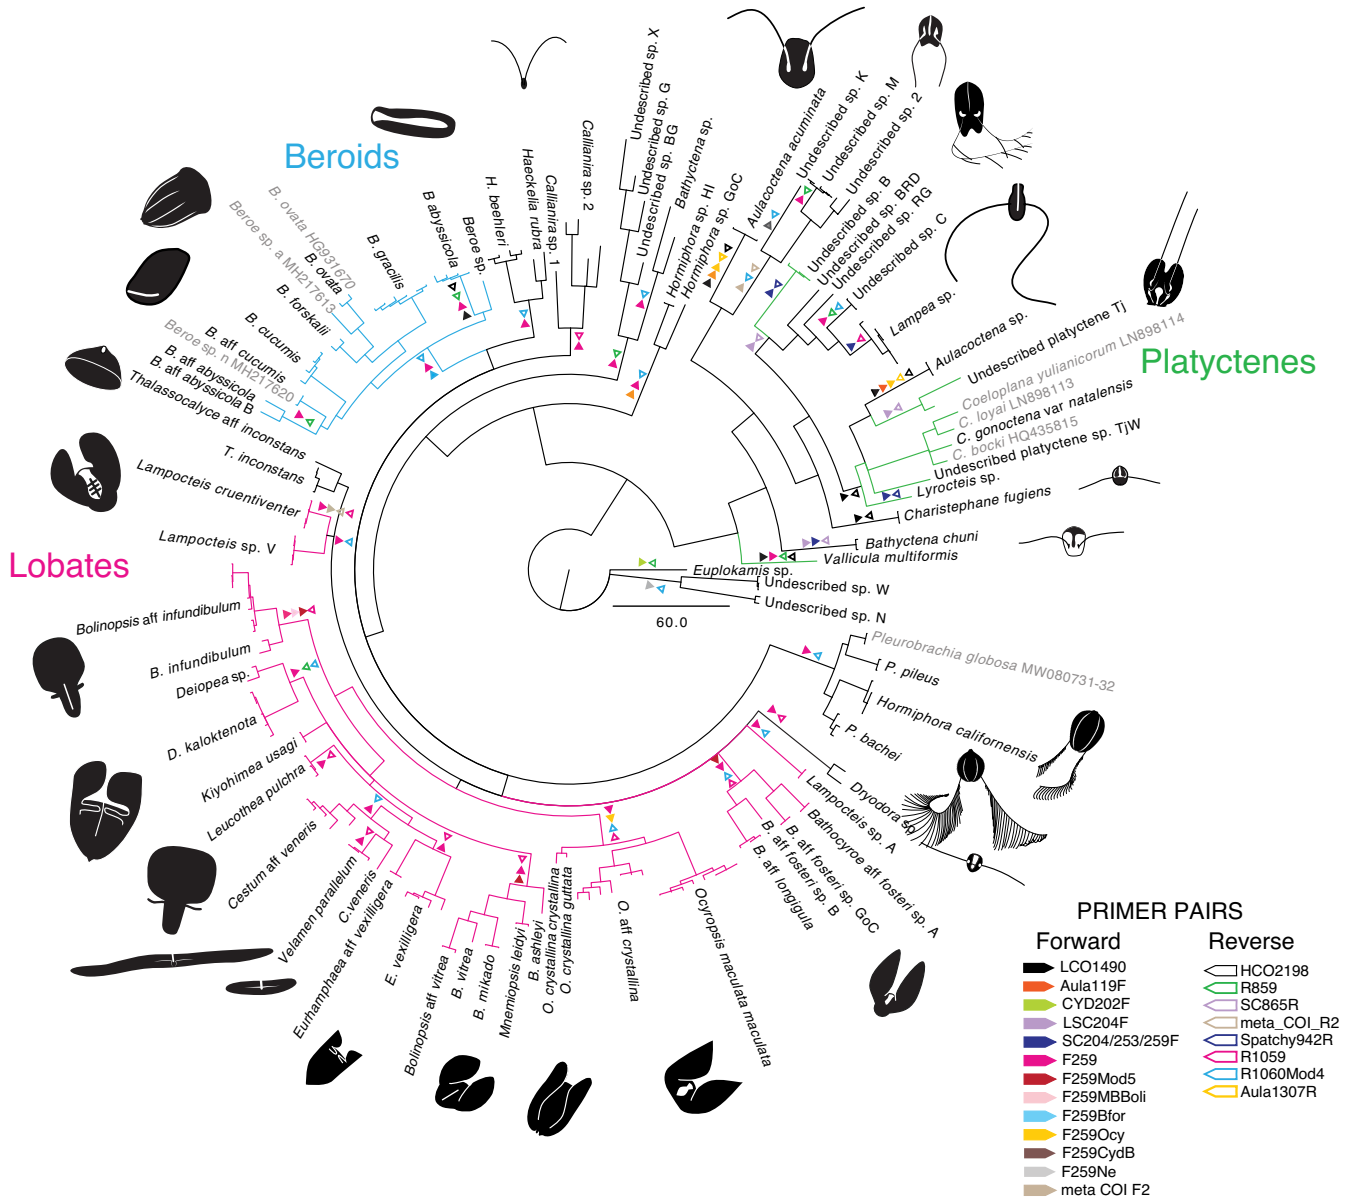 Beroids
B. ovata HG931670
Beroe sp. a MH217613
B. ovata
B. forskalii
B. gracilis
B abyssicola
Beroe sp.
H. beehleri
Haeckelia rubra
Callianira sp. 1
Callianira sp. 2
Undescribed sp. X
Undescribed sp. G
Undescribed sp. BG
Bathyctena sp.
Hormiphora sp. HI
Hormiphora sp. GoC
Aulacoctena acuminata
Undescribed sp. K
Undescribed sp. M
Undescribed sp. 2
Undescribed sp. B
Undescribed sp. BRD
Undescribed sp. RG
Undescribed sp. C
Lampea sp.
Aulacoctena sp.
Undescribed platyctene Tj
Coeloplana yulianicorum LN898114
Platyctenes
C. loyai LN898113
C. gonoctena var natalensis
C. bocki HQ435815
Undescribed platyctene sp. TjW
Lyrocteis sp.
Charistephane fugiens
Bathyctena chuni
Vallicula multiformis
Euplokamis sp.
Undescribed sp. W
Undescribed sp. N
60.0
Pleurobrachia globosa MW080731-32
P. pileus
Hormiphora californensis
P. bachei
Dryodora sp.
Lampocteis sp. A
Bathocyroe aff fosteri sp. A
B. aff fosteri sp. GoC
B. aff fosteri sp. B
B. aff longigula
Ocyropsis maculata maculata
O. aff crystallina
O. crystallina guttata
O. crystallina crystallina
B. ashleyi
Mnemiopsis leidyi
B. mikado
B. vitrea
Bolinopsis aff vitrea
E. vexilligera
Eurhamphaea aff vexilligera
C.veneris
Velamen parallelum
Cestum aff veneris
Leucothea pulchra
Kiyohimea usagi
D. kaloktenota
Deiopea sp.
B. infundibulum
Bolinopsis aff infundibulum
Lobates
Lampocteis sp. V
Lampocteis cruentiventer
T. inconstans
Thalassocalyce aff inconstans
B. aff abyssicola B
B. aff abyssicola
Beroe sp. n MH217620
B. aff cucumis
B. cucumis
PRIMER PAIRS
Forward
LCO1490
Aula119F
CYD202F
LSC204F
SC204/253/259F
F259
F259Mod5
F259MBBoli
F259Bfor
F259Ocy
F259CydB
F259Ne
meta COI F2
Reverse
HCO2198
R859
SC865R
meta_COI_R2
Spatchy942R
R1059
R1060Mod4
Aula1307R